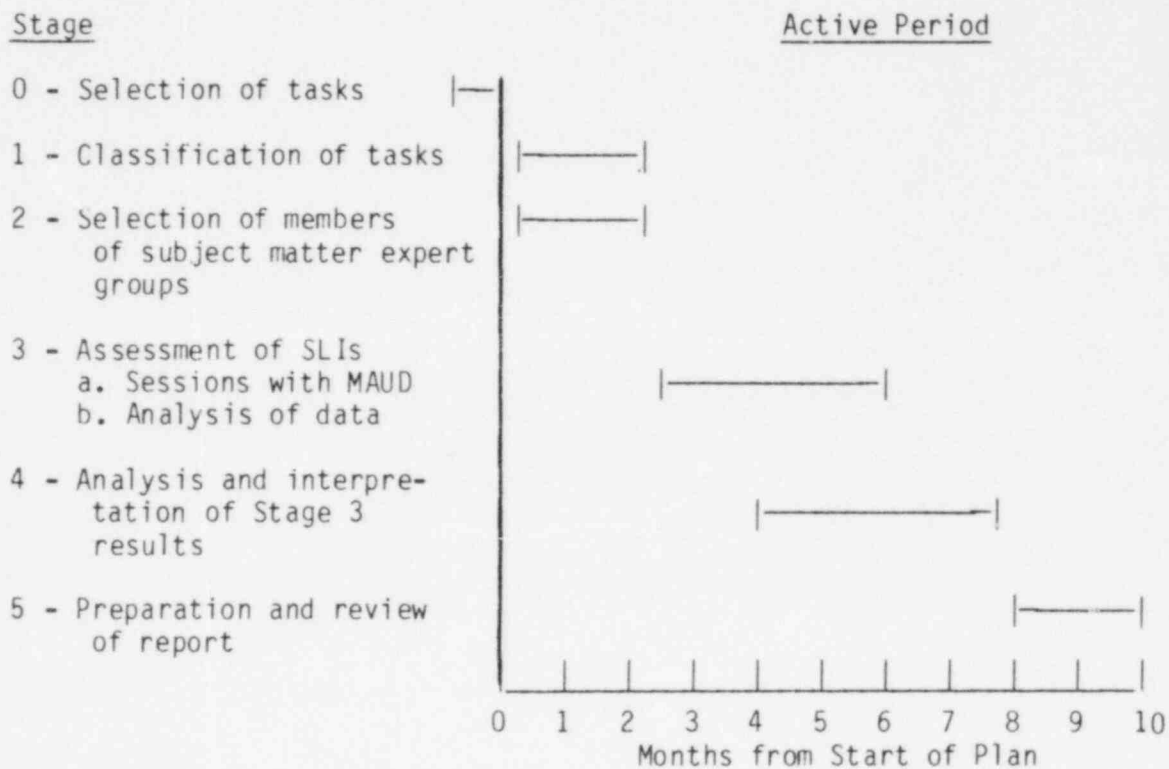 Stage
Active Period
0 - Selection of tasks
1 - Classification of tasks
2 - Selection of members
of subject matter expert
groups
3 - Assessment of SLIs
a. Sessions with MAUD
b. Analysis of data
4 - Analysis and interpre-
tation of Stage 3
results
5 - Preparation and review
of report
0 1 2 3 4 5 6 7 8 9 10
Months from Start of Plan